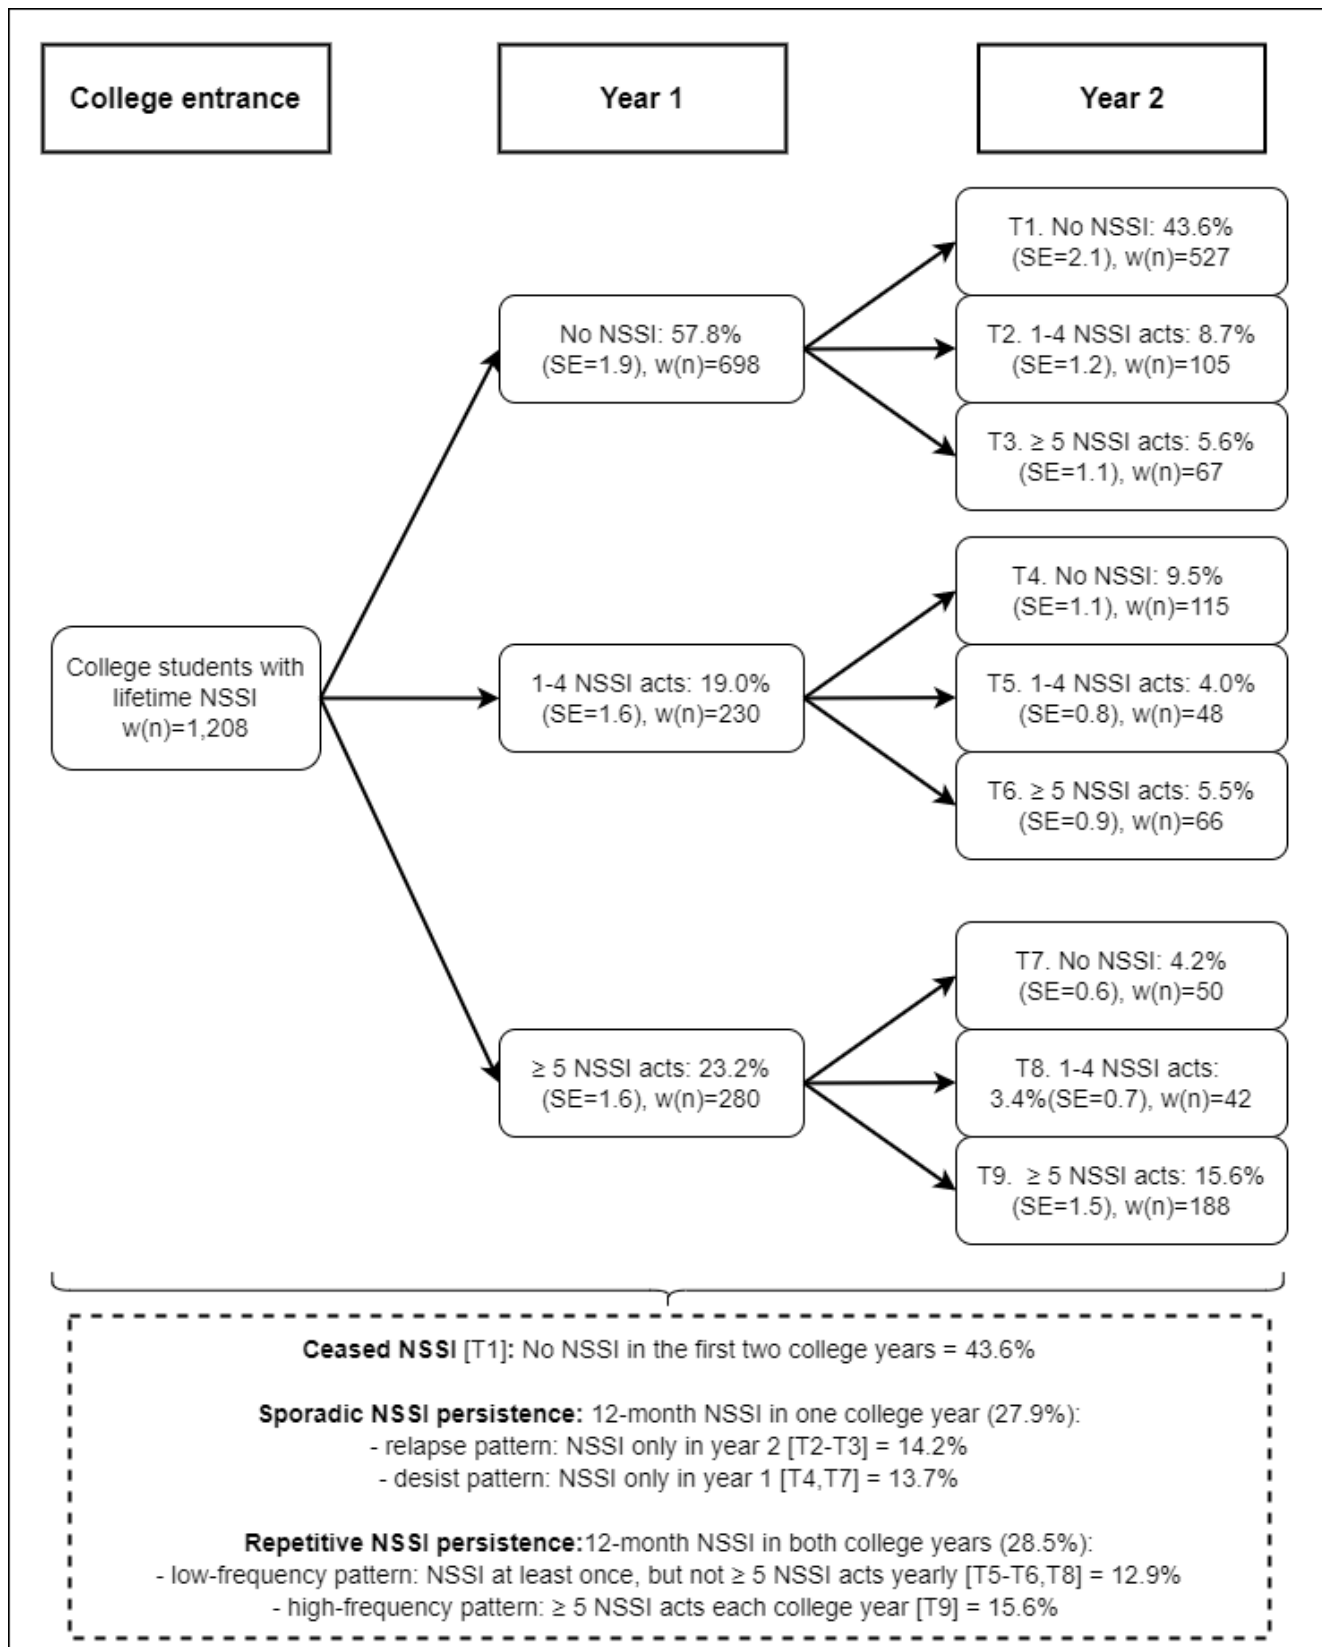 College entrance
Year 1
Year 2
College students with
lifetime NSSI
w(n)=1,208
No NSSI: 57.8%
(SE=1.9), w(n)=698
1-4 NSSI acts: 19.0%
(SE=1.6), w(n)=230
≥ 5 NSSI acts: 23.2%
(SE=1.6), w(n)=280
T1. No NSSI: 43.6%
(SE=2.1), w(n)=527
T2. 1-4 NSSI acts: 8.7%
(SE=1.2), w(n)=105
T3. ≥ 5 NSSI acts: 5.6%
(SE=1.1), w(n)=67
T4. No NSSI: 9.5%
(SE=1.1), w(n)=115
T5. 1-4 NSSI acts: 4.0%
(SE=0.8), w(n)=48
T6. ≥ 5 NSSI acts: 5.5%
(SE=0.9), w(n)=66
T7. No NSSI: 4.2%
(SE=0.6), w(n)=50
T8. 1-4 NSSI acts:
3.4%(SE=0.7), w(n)=42
T9.  ≥ 5 NSSI acts: 15.6%
(SE=1.5), w(n)=188
Ceased NSSI [T1]: No NSSI in the first two college years = 43.6%
Sporadic NSSI persistence: 12-month NSSI in one college year (27.9%):
- relapse pattern: NSSI only in year 2 [T2-T3] = 14.2%
- desist pattern: NSSI only in year 1 [T4,T7] = 13.7%
Repetitive NSSI persistence:12-month NSSI in both college years (28.5%):
- low-frequency pattern: NSSI at least once, but not ≥ 5 NSSI acts yearly [T5-T6,T8] = 12.9%
- high-frequency pattern: ≥ 5 NSSI acts each college year [T9] = 15.6%